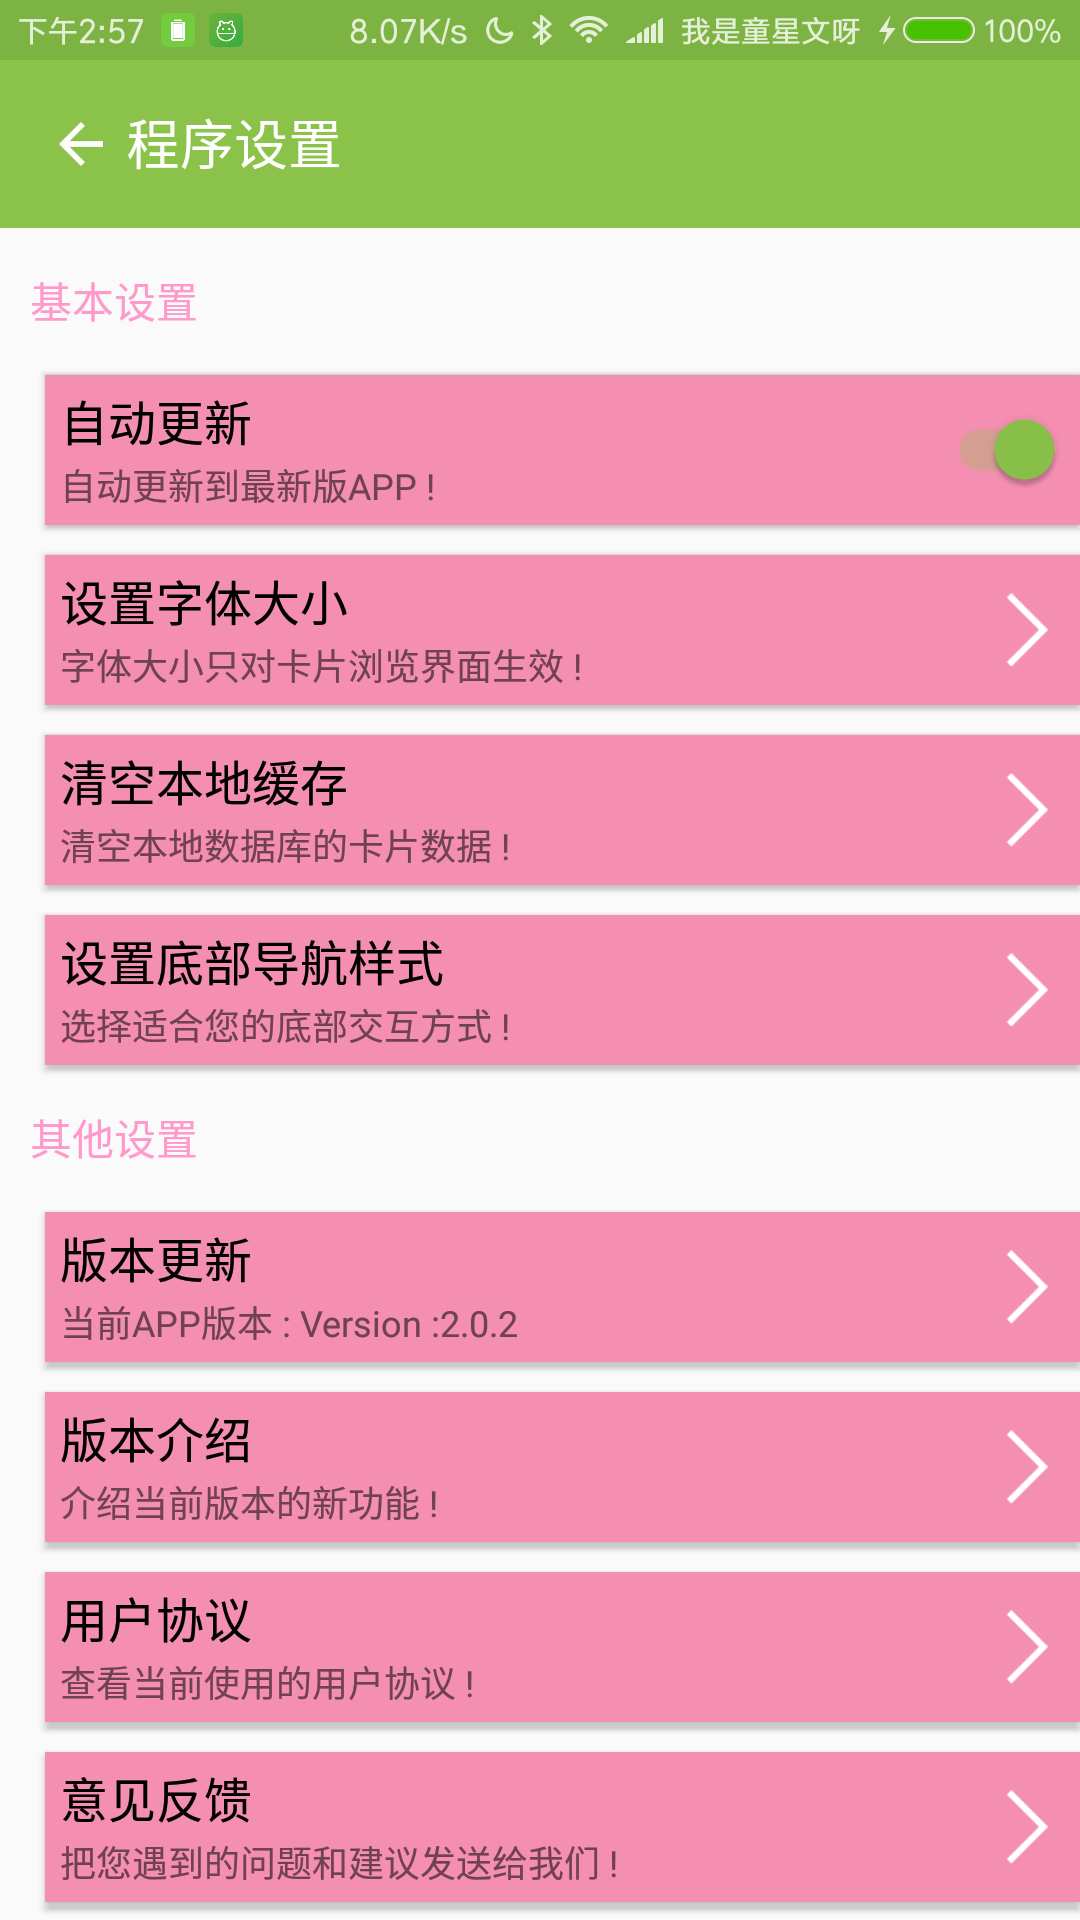 下午2:57 8.07K/s 我是童星文呀 100%
程序设置
基本设置
自动更新
自动更新到最新版APP !
设置字体大小
字体大小只对卡片浏览界面生效 !
清空本地缓存
清空本地数据库的卡片数据 !
设置底部导航样式
选择适合您的底部交互方式 !
其他设置
版本更新
当前APP版本 : Version :2.0.2
版本介绍
介绍当前版本的新功能 !
用户协议
查看当前使用的用户协议 !
意见反馈
把您遇到的问题和建议发送给我们 !